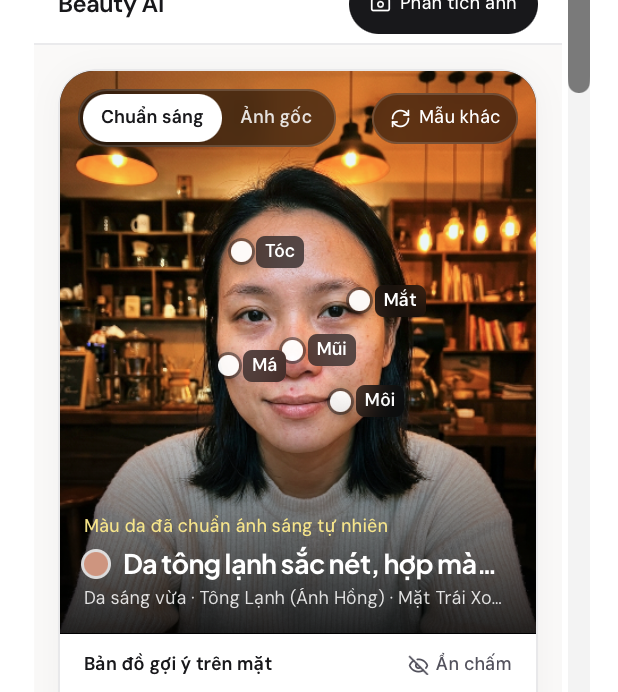 Beauty AI
Phân tích ảnh
Chuẩn sáng
Ảnh gốc
Mẫu khác
Tóc
Mắt
Mũi
Má
Môi
Màu da đã chuẩn ánh sáng tự nhiên
Da tông lạnh sắc nét, hợp mà...
Da sáng vừa · Tông Lạnh (Ánh Hồng) · Mặt Trái Xo...
Bản đồ gợi ý trên mặt
Ẩn chấm